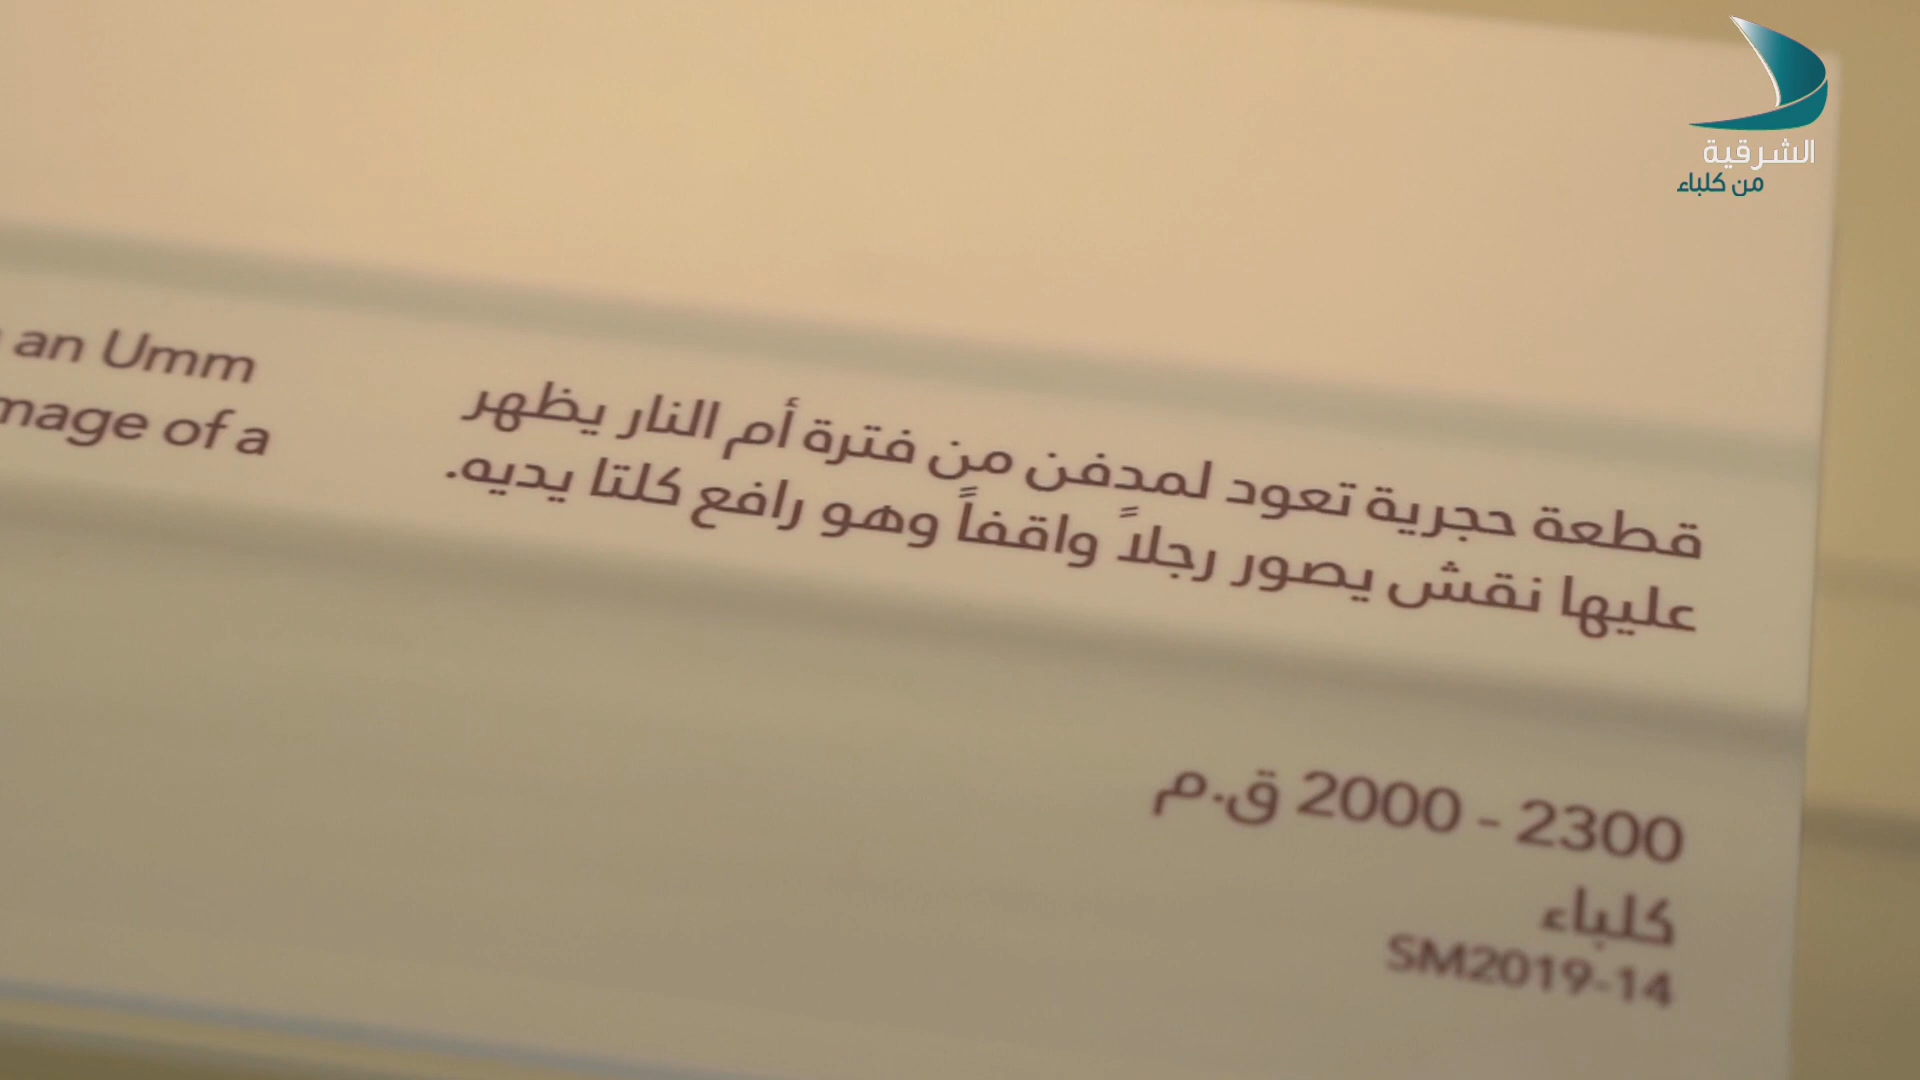 الشرقية
من كلباء
an Umm
of a
قطعة حجرية تعود لمدفن من فترة أم النار يظهر
عليها نقش يصور رجلاً واقفاً وهو رافع كلتا يديه.
2300 - 2000 ق.م
كلباء
SM2019-14